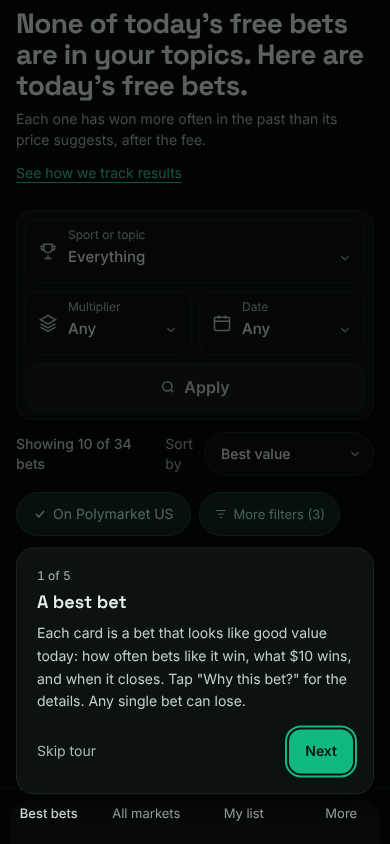 None of today's free bets
are in your topics. Here are
today's free bets.
Each one has won more often in the past than its
price suggests, after the fee.
See how we track results
Sport or topic
Everything
Multiplier
Any
Date
Any
Apply
Showing 10 of 34
bets
Sort
by
Best value
On Polymarket US
More filters (3)
1 of 5
A best bet
Each card is a bet that looks like good value
today: how often bets like it win, what $10 wins,
and when it closes. Tap "Why this bet?" for the
details. Any single bet can lose.
Skip tour
Next
Best bets
All markets
My list
More